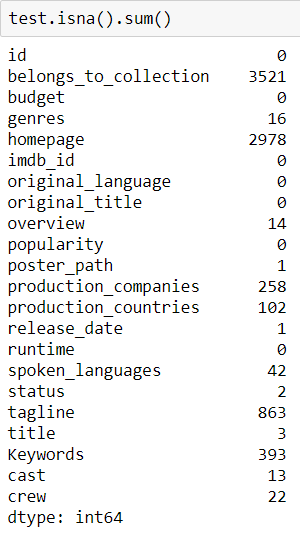 test.isna().sum()
id 0
belongs_to_collection 3521
budget 0
genres 16
homepage 2978
imdb_id 0
original_language 0
original_title 0
overview 14
popularity 0
poster_path 1
production_companies 258
production_countries 102
release_date 1
runtime 0
spoken_languages 42
status 2
tagline 863
title 3
Keywords 393
cast 13
crew 22
dtype: int64